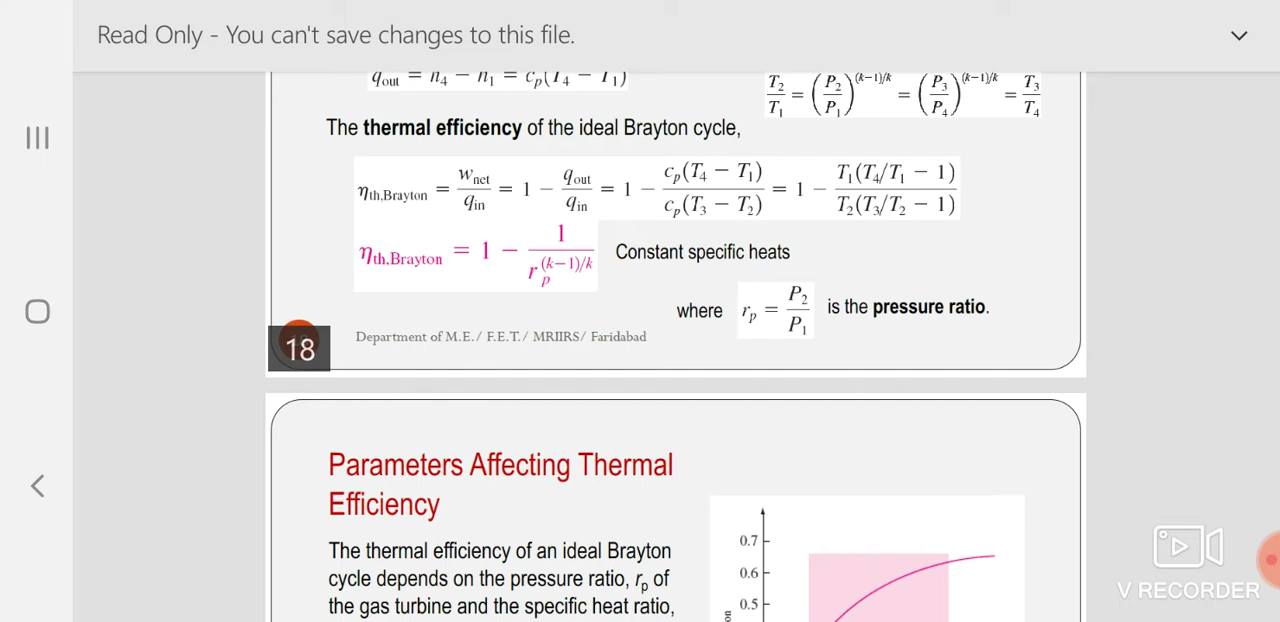 Read Only - You can't save changes to this file.
q_out = h_4 − h_1 = c_p(T_4 − T_1)
T_2/T_1 = (P_2/P_1)^((k−1)/k) = (P_3/P_4)^((k−1)/k) = T_3/T_4
The thermal efficiency of the ideal Brayton cycle,
η_th,Brayton = w_net/q_in = 1 − q_out/q_in = 1 − c_p(T_4 − T_1)/c_p(T_3 − T_2) = 1 − T_1(T_4/T_1 − 1)/T_2(T_3/T_2 − 1)
η_th,Brayton = 1 − 1/r_p^((k−1)/k) Constant specific heats
where r_p = P_2/P_1 is the pressure ratio.
Department of M.E./ F.E.T./ MRIIRS/ Faridabad
18
Parameters Affecting Thermal
Efficiency
The thermal efficiency of an ideal Brayton
cycle depends on the pressure ratio, r_p of
the gas turbine and the specific heat ratio,
0.7
0.6
0.5
V RECORDER